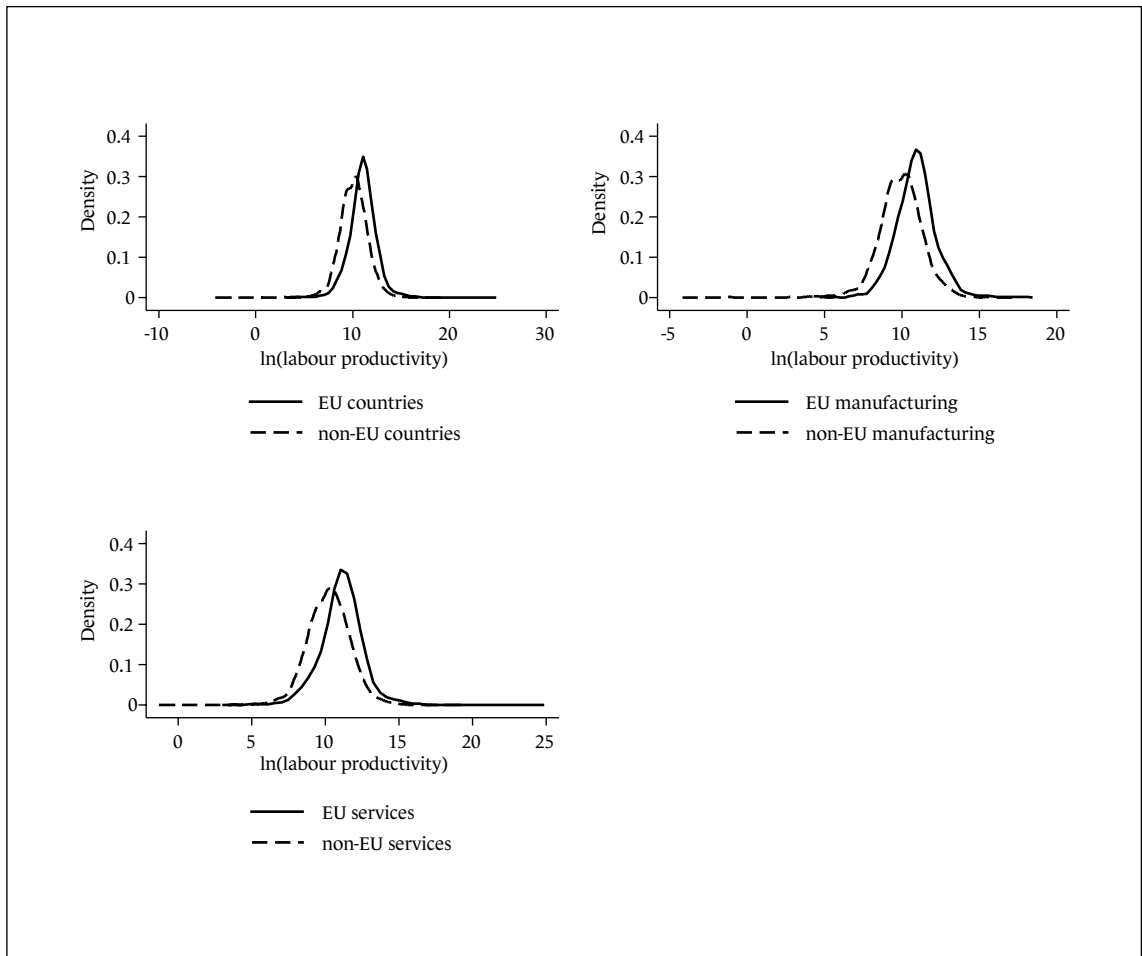 0.4
0.3
0.2
0.1
0
Density
-10 0 10 20 30
ln(labour productivity)
EU countries
non-EU countries
0.4
0.3
0.2
0.1
0
Density
-5 0 5 10 15 20
ln(labour productivity)
EU manufacturing
non-EU manufacturing
0.4
0.3
0.2
0.1
0
Density
0 5 10 15 20 25
ln(labour productivity)
EU services
non-EU services